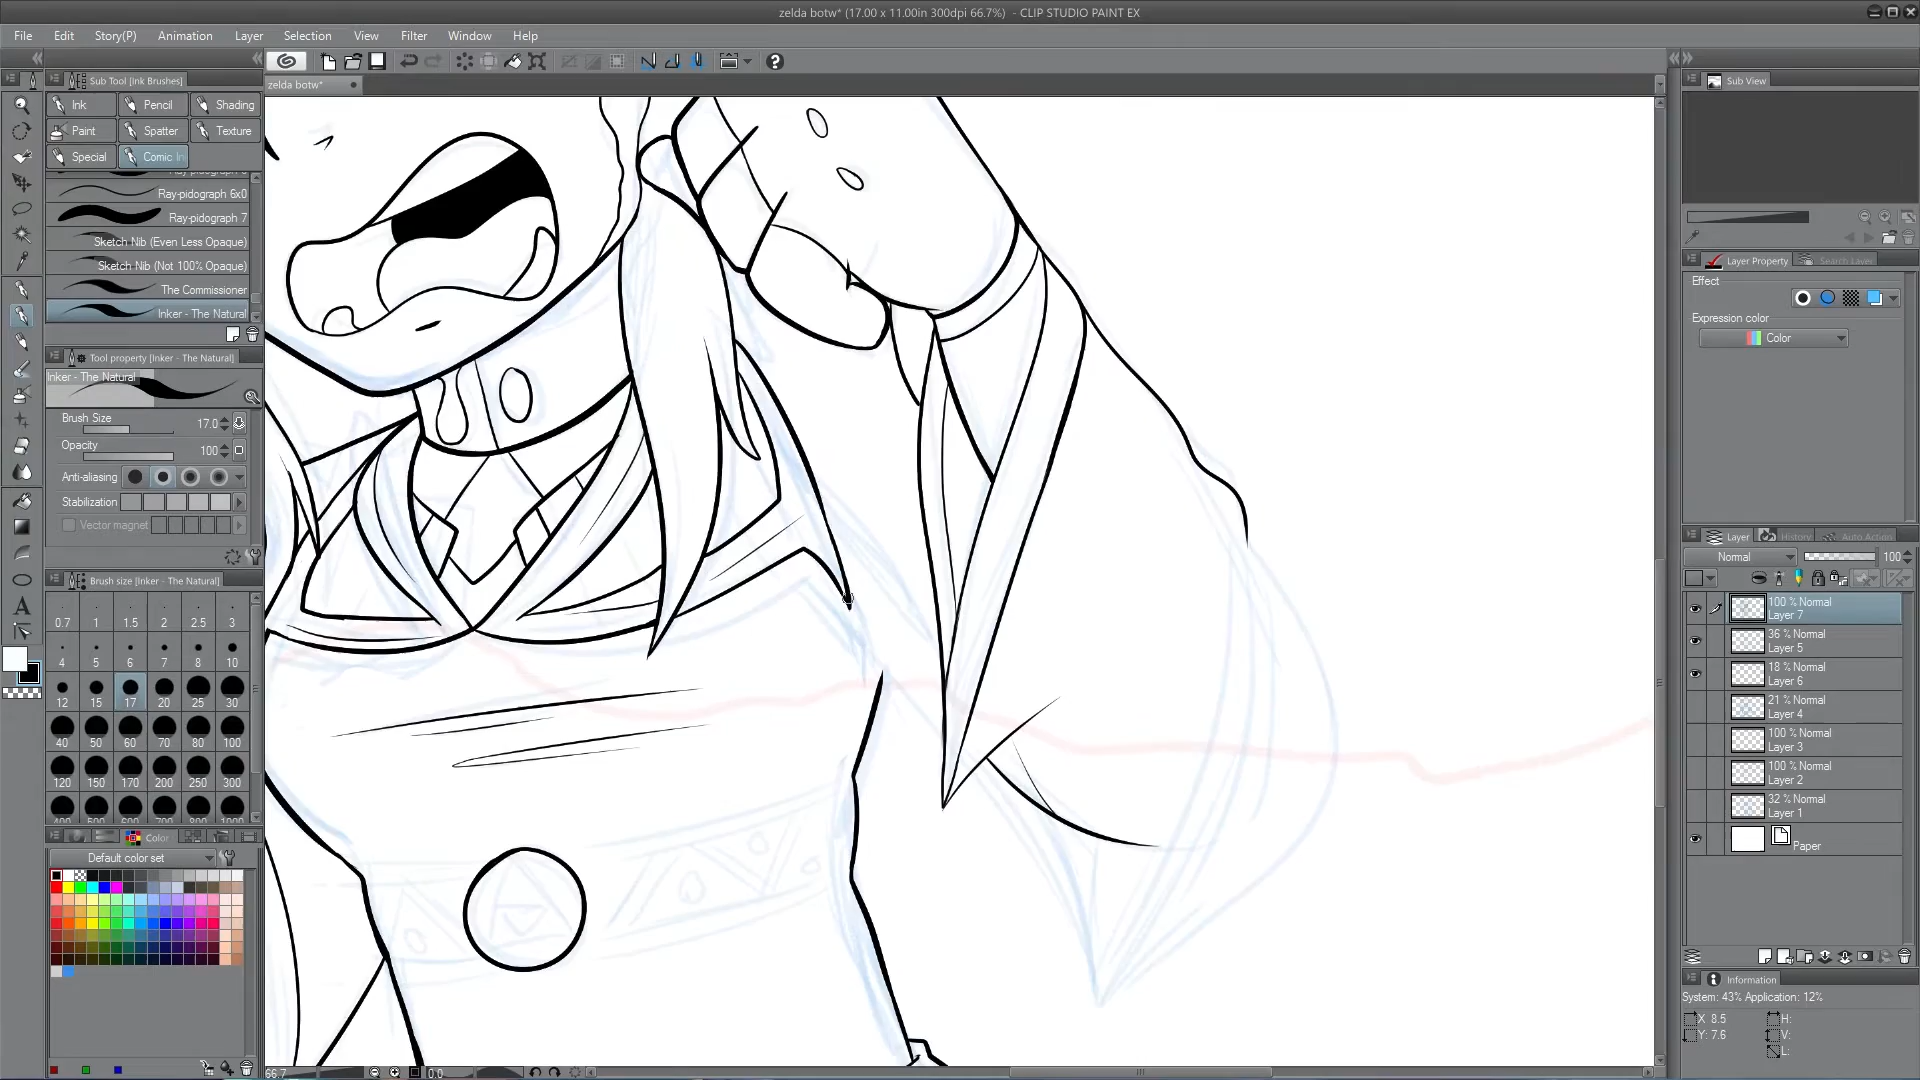 zelda botw* (17.00 x 11.00in 300dpi 66.7%) - CLIP STUDIO PAINT EX
File Edit Story(P) Animation Layer Selection View Filter Window Help
Sub Tool [Ink Brushes]
zelda botw*
Ink Pencil Shading
Paint Spatter Texture
Special Comic In
Ray-pidograph 6x0
Ray-pidograph 7
Sketch Nib (Even Less Opaque)
Sketch Nib (Not 100% Opaque)
The Commissioner
Inker - The Natural
Tool property [Inker - The Natural]
Inker - The Natural
Brush Size 17.0
Opacity 100
Anti-aliasing
Stabilization
Vector magnet
Brush size [Inker - The Natural]
0.7 1 1.5 2 2.5 3
4 5 6 7 8 10
12 15 17 20 25 30
40 50 60 70 80 100
120 150 170 200 250 300
Color
Default color set
66.7 0.0
Sub View
Layer Property Search Layer
Effect
Expression color
Color
Layer History Auto Action
Normal 100
100 % Normal
Layer 7
36 % Normal
Layer 5
18 % Normal
Layer 6
21 % Normal
Layer 4
100 % Normal
Layer 3
100 % Normal
Layer 2
32 % Normal
Layer 1
Paper
Information
System: 43% Application: 12%
X 8.5 H:
Y: 7.6 V:
L: